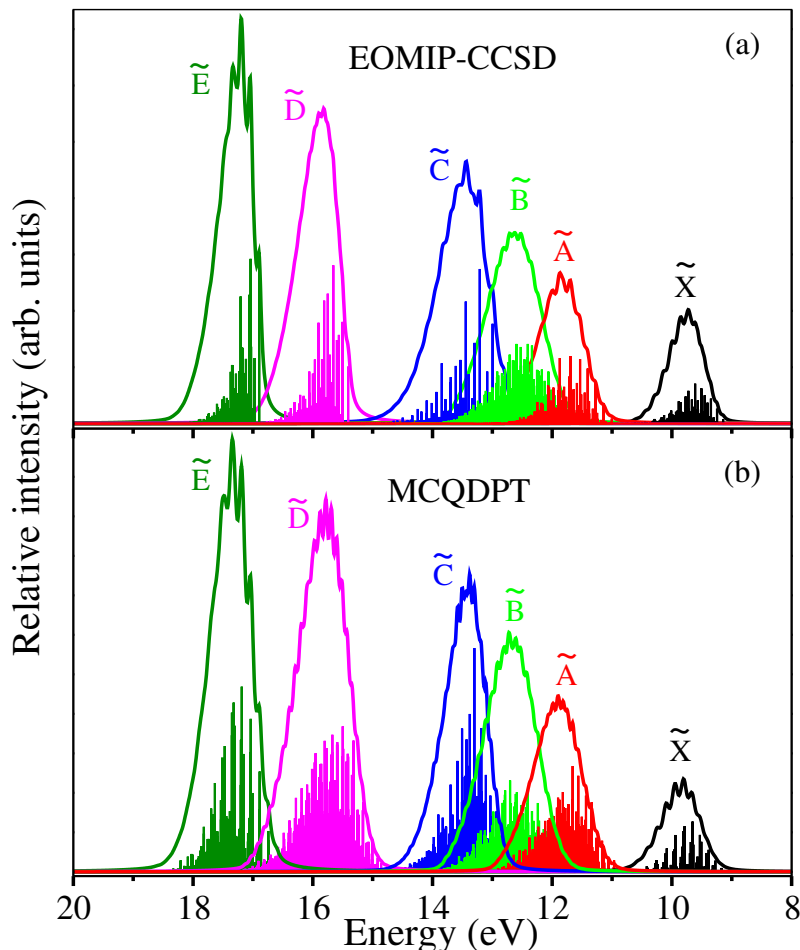 (a)
EOMIP-CCSD
Ẽ
D̃
C̃
B̃
Ã
X̃
(b)
MCQDPT
Ẽ
D̃
C̃
B̃
Ã
X̃
Relative intensity (arb. units)
20 18 16 14 12 10 8
Energy (eV)